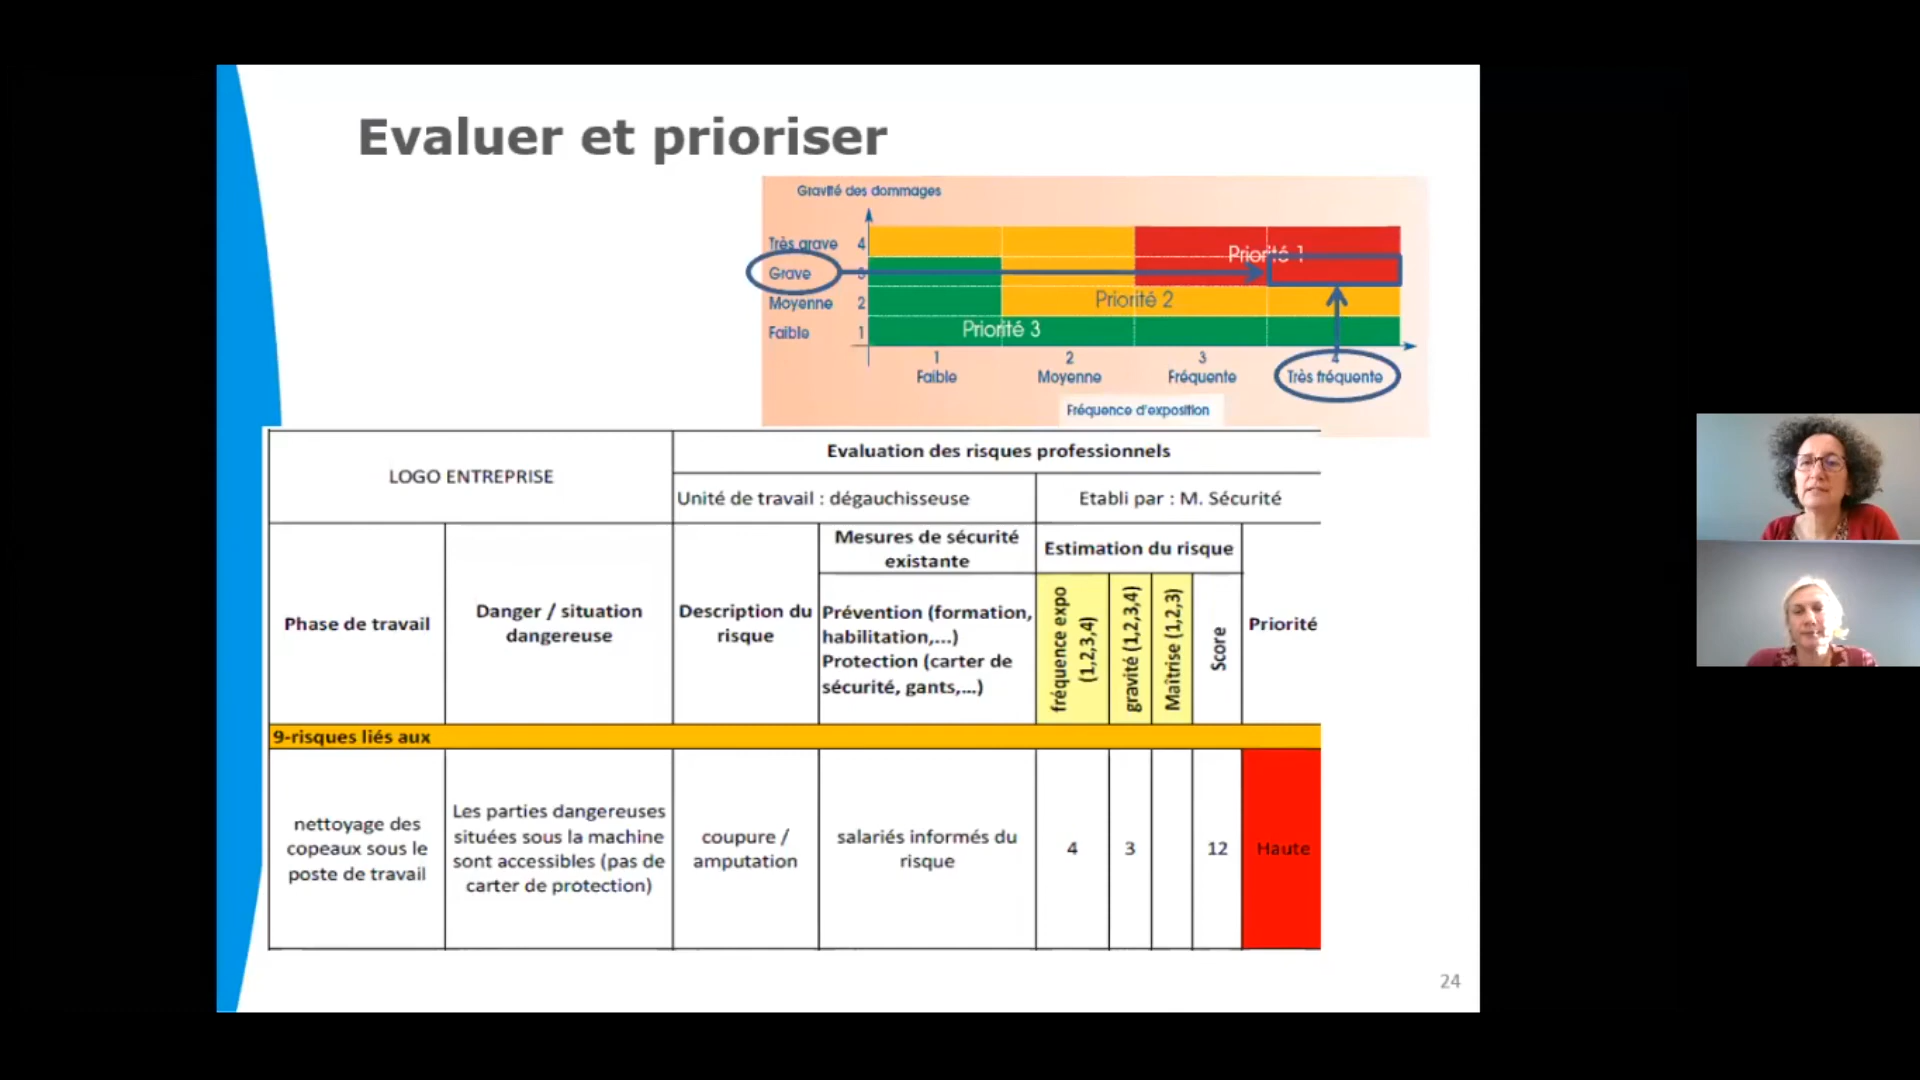 Evaluer et prioriser
Gravité des dommages
Très grave 4
Priorité 1
Grave 3
Moyenne 2
Priorité 2
Faible 1
Priorité 3
1 2 3 4
Faible Moyenne Fréquente Très fréquente
Fréquence d'exposition
LOGO ENTREPRISE
Evaluation des risques professionnels
Unité de travail : dégauchisseuse
Etabli par : M. Sécurité
Phase de travail
Danger / situation
dangereuse
Description du
risque
Mesures de sécurité
existante
Prévention (formation,
habilitation,...)
Protection (carter de
sécurité, gants,...)
Estimation du risque
fréquence expo
(1,2,3,4)
gravité (1,2,3,4)
Maîtrise (1,2,3)
Score
Priorité
9-risques liés aux
nettoyage des
copeaux sous le
poste de travail
Les parties dangereuses
situées sous la machine
sont accessibles (pas de
carter de protection)
coupure /
amputation
salariés informés du
risque
4
3
12
Haute
24